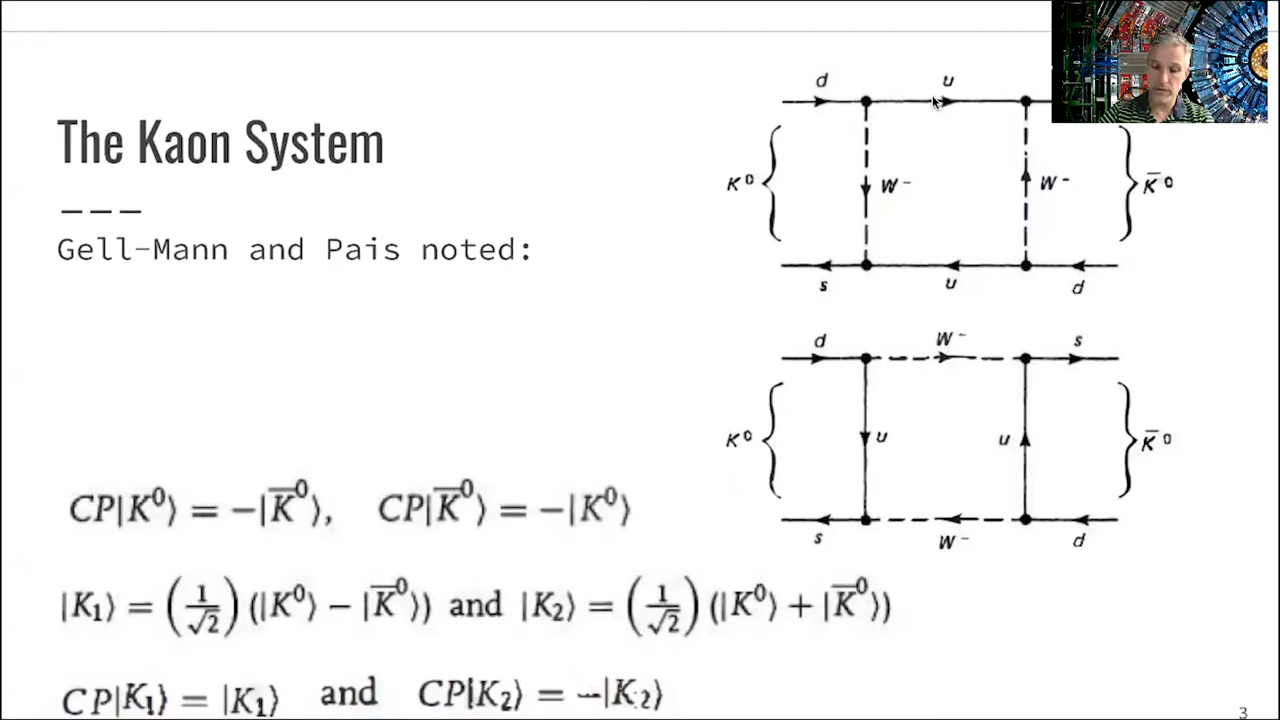 The Kaon System
Gell-Mann and Pais noted:
d u
K⁰ W⁻ W⁻ K̅⁰
s u d
d W⁻ s
K⁰ u u K̅⁰
s W⁻ d
CP|K⁰⟩ = −|K̅⁰⟩, CP|K̅⁰⟩ = −|K⁰⟩
|K₁⟩ = (1/√2)(|K⁰⟩ − |K̅⁰⟩) and |K₂⟩ = (1/√2)(|K⁰⟩ + |K̅⁰⟩)
CP|K₁⟩ = |K₁⟩ and CP|K₂⟩ = −|K₂⟩
3